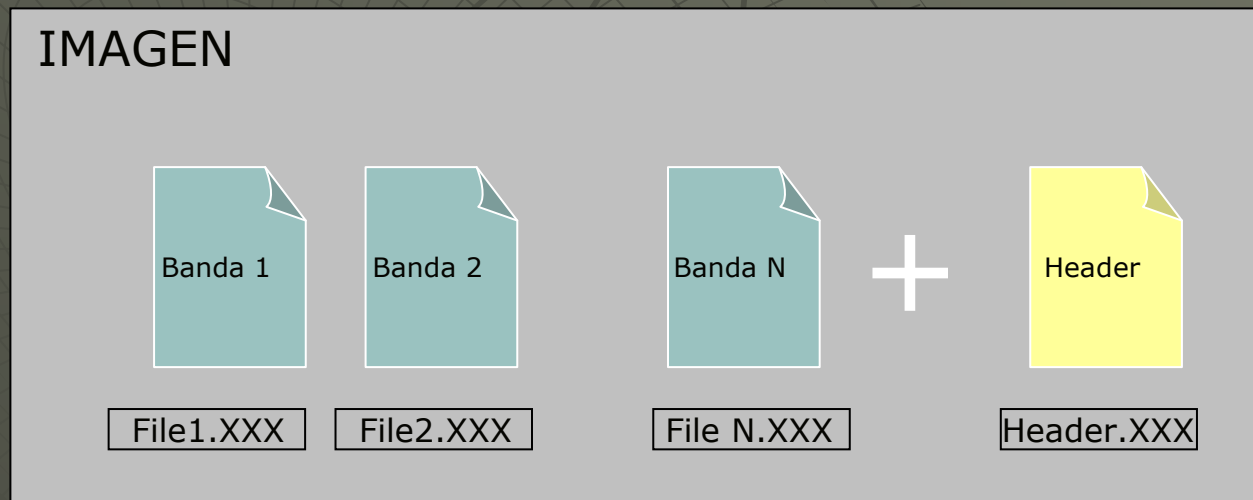 IMAGEN
Banda 1
Banda 2
Banda N
+
Header
File1.XXX
File2.XXX
File N.XXX
Header.XXX